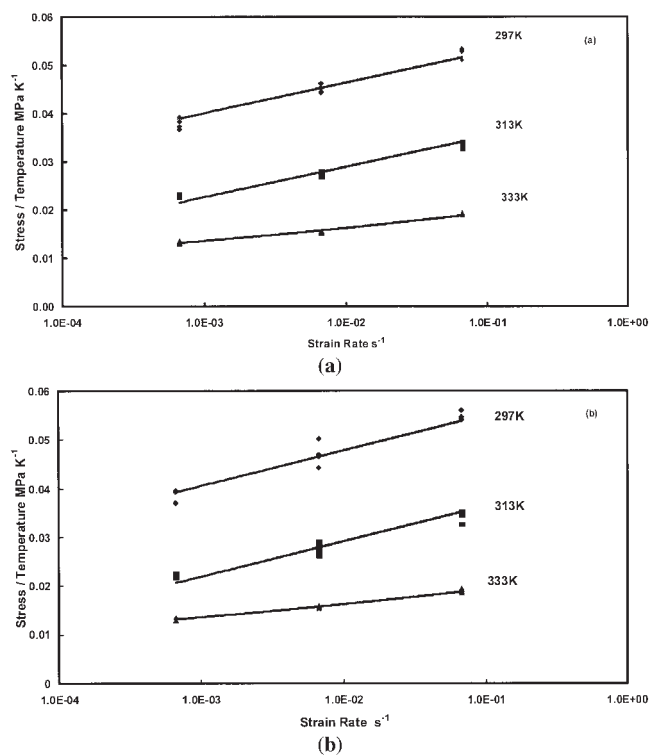 0.06
(a)
297K
0.05
0.04
313K
0.03
333K
0.02
0.01
0.00
1.0E-04
1.0E-03
1.0E-02
1.0E-01
1.0E+00
Stress / Temperature MPa K⁻¹
Strain Rate s⁻¹
(a)
0.06
(b)
297K
0.05
0.04
313K
0.03
333K
0.02
0.01
0
1.0E-04
1.0E-03
1.0E-02
1.0E-01
1.0E+00
Stress / Temperature MPa K⁻¹
Strain Rate s⁻¹
(b)